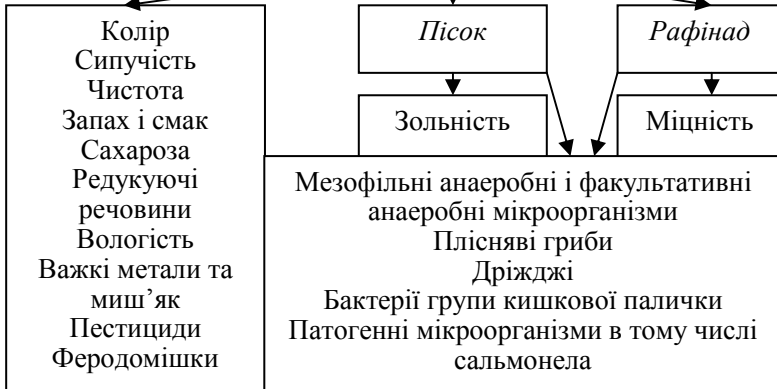 Колір
Сипучість
Чистота
Запах і смак
Сахароза
Редукуючі
речовини
Вологість
Важкі метали та
миш’як
Пестициди
Феродомішки
Пісок
Рафінад
Зольність
Міцність
Мезофільні анаеробні і факультативні
анаеробні мікроорганізми
Плісняві гриби
Дріжджі
Бактерії групи кишкової палички
Патогенні мікроорганізми в тому числі
сальмонела